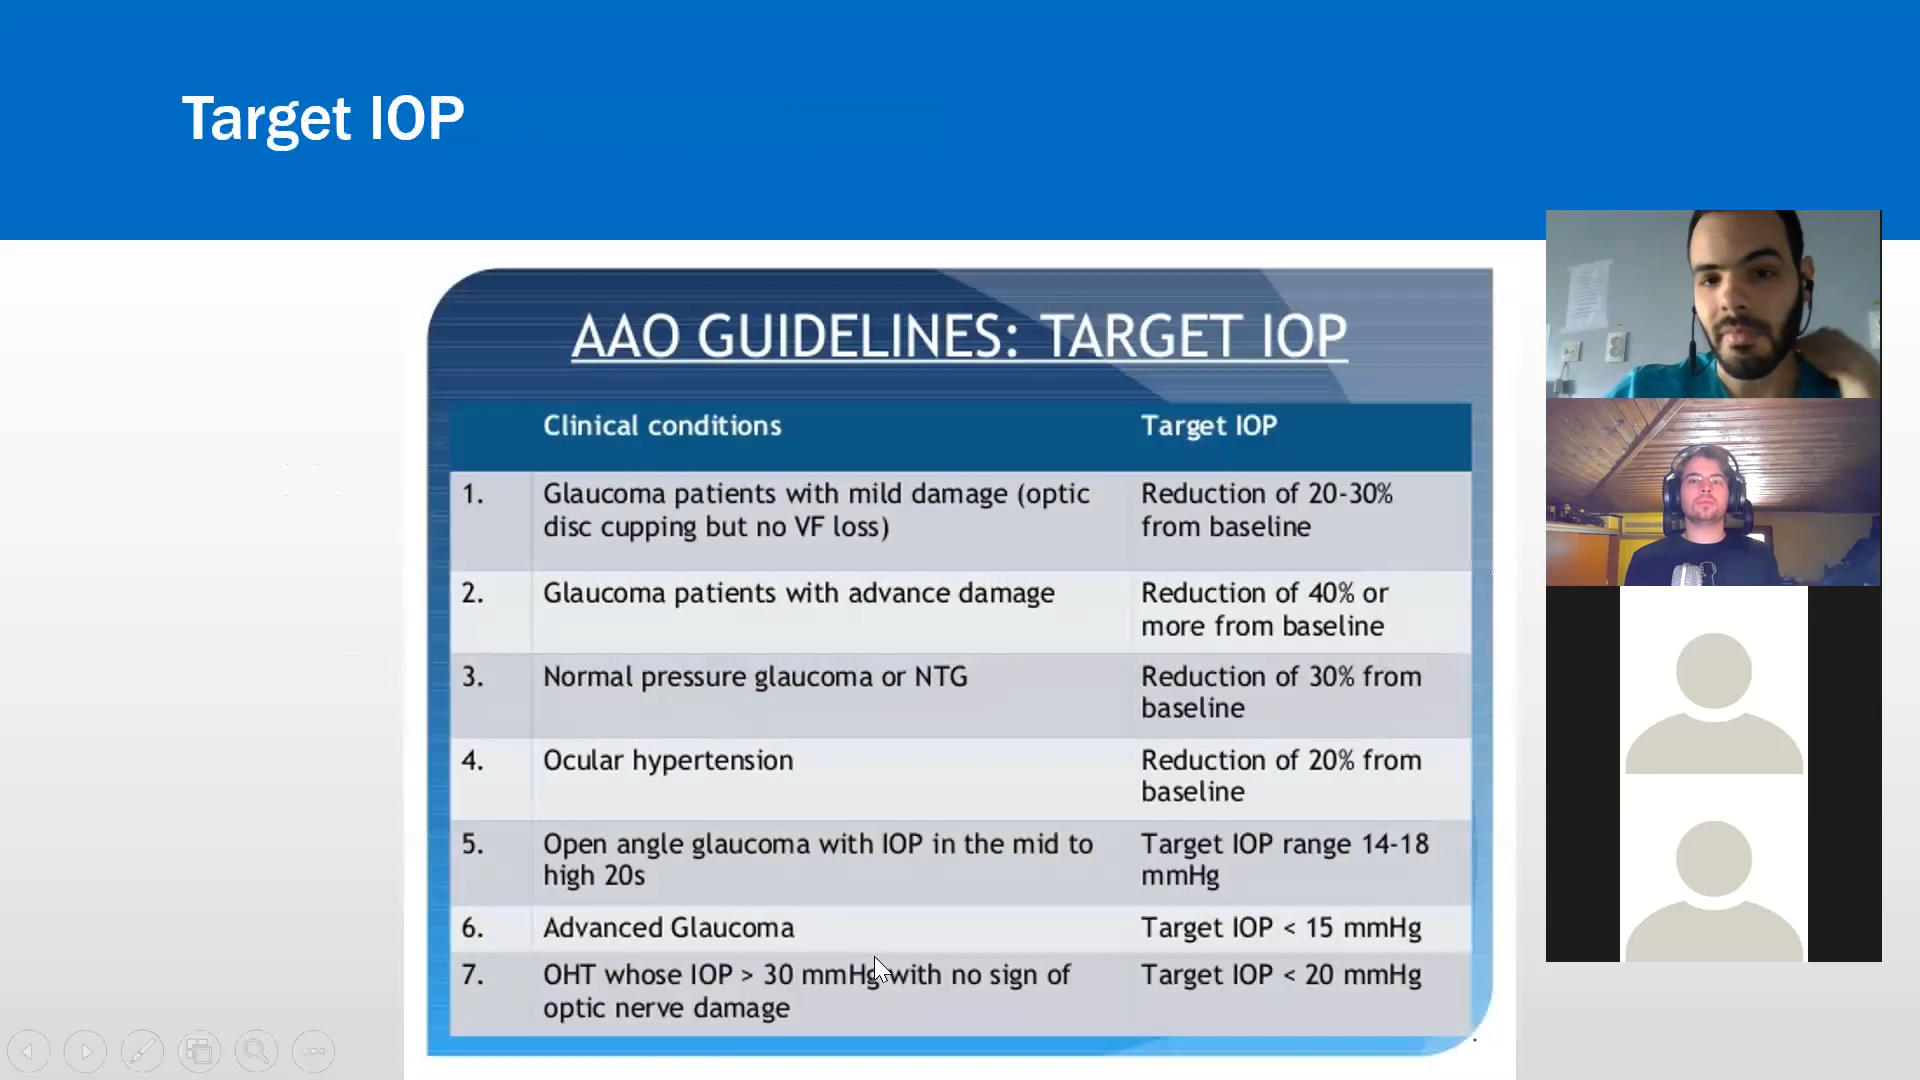 Target IOP
AAO GUIDELINES: TARGET IOP
Clinical conditions
Target IOP
1.
Glaucoma patients with mild damage (optic
disc cupping but no VF loss)
Reduction of 20-30%
from baseline
2.
Glaucoma patients with advance damage
Reduction of 40% or
more from baseline
3.
Normal pressure glaucoma or NTG
Reduction of 30% from
baseline
4.
Ocular hypertension
Reduction of 20% from
baseline
5.
Open angle glaucoma with IOP in the mid to
high 20s
Target IOP range 14-18
mmHg
6.
Advanced Glaucoma
Target IOP < 15 mmHg
7.
OHT whose IOP > 30 mmHg with no sign of
optic nerve damage
Target IOP < 20 mmHg